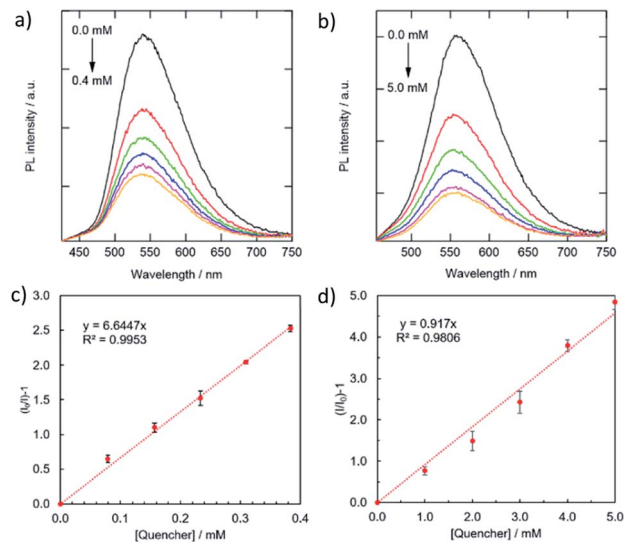 a)
0.0 mM
0.4 mM
PL intensity / a.u.
450 500 550 600 650 700 750
Wavelength / nm
b)
0.0 mM
5.0 mM
PL intensity / a.u.
500 550 600 650 700 750
Wavelength / nm
c)
3.0
2.5
2.0
1.5
1.0
0.5
0.0
y = 6.6447x
R² = 0.9953
(I₀/I)-1
0.0 0.1 0.2 0.3 0.4
[Quencher] / mM
d)
5.0
4.0
3.0
2.0
1.0
0.0
y = 0.917x
R² = 0.9806
(I/I₀)-1
0.0 1.0 2.0 3.0 4.0 5.0
[Quencher] / mM